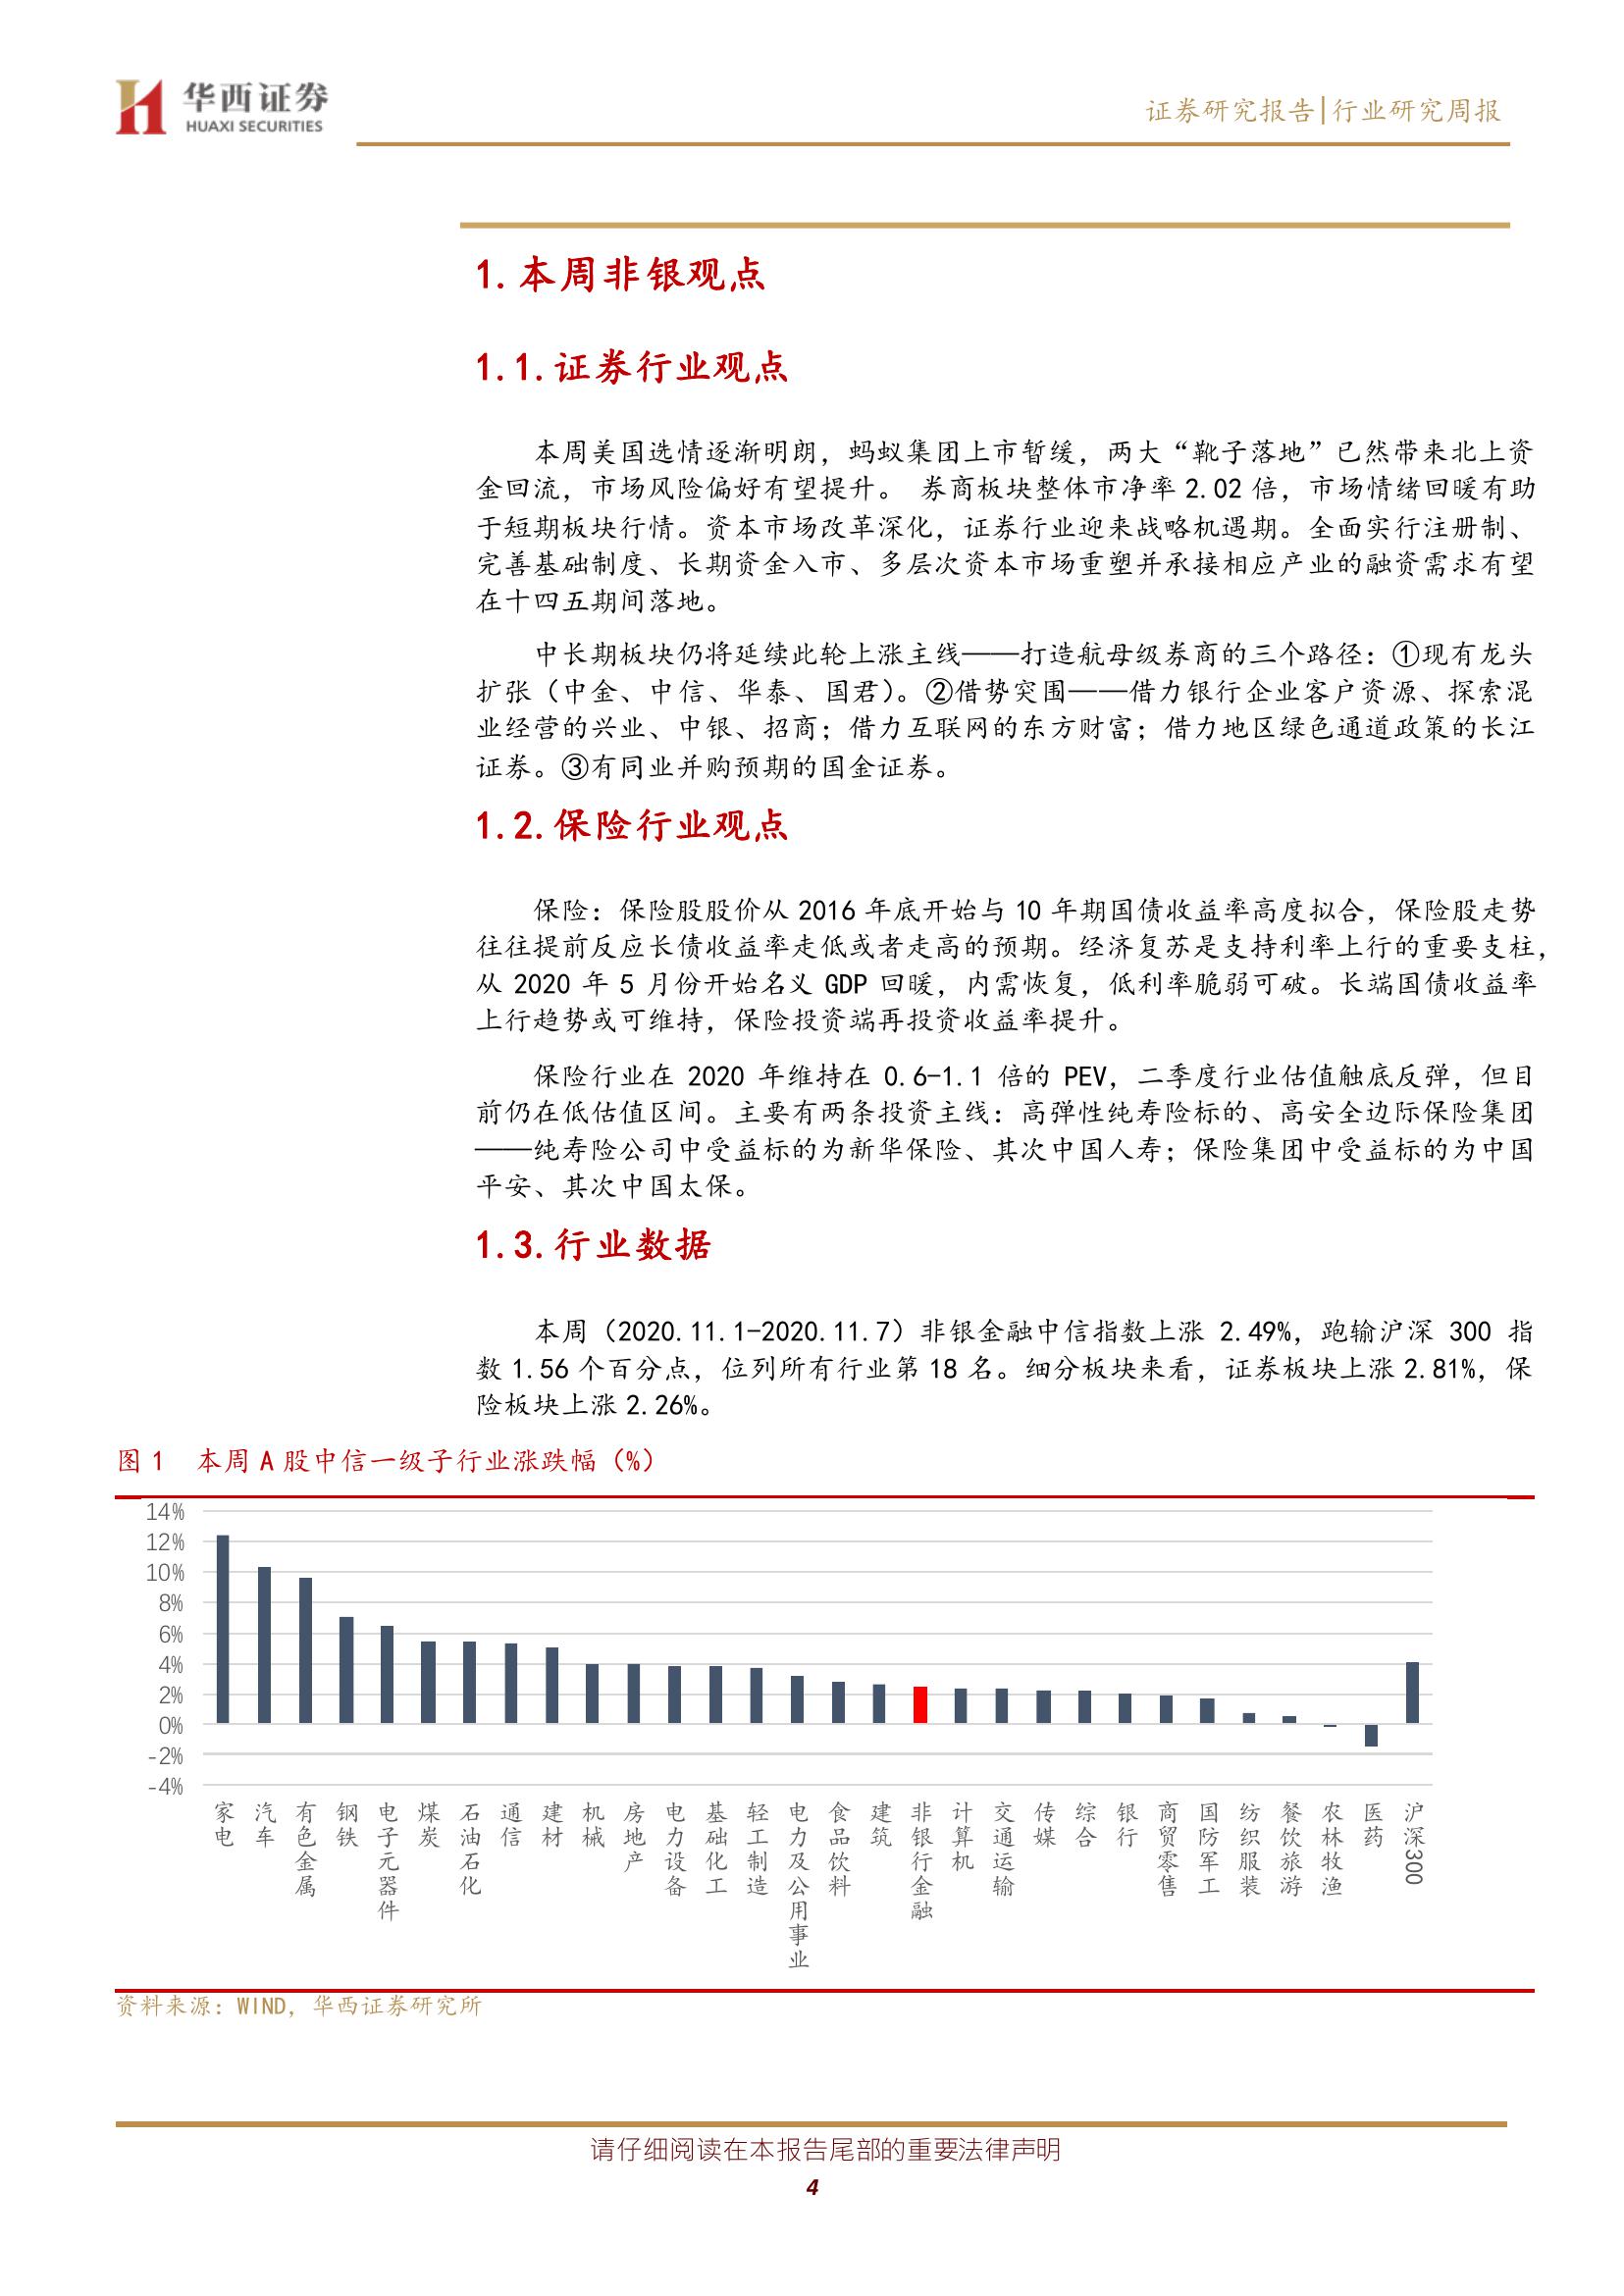 华西证券
HUAXI SECURITIES
证券研究报告|行业研究周报
1.本周非银观点
1.1.证券行业观点
本周美国选情逐渐明朗，蚂蚁集团上市暂缓，两大“靴子落地”已然带来北上资
金回流，市场风险偏好有望提升。 券商板块整体市净率 2.02 倍，市场情绪回暖有助
于短期板块行情。资本市场改革深化，证券行业迎来战略机遇期。全面实行注册制、
完善基础制度、长期资金入市、多层次资本市场重塑并承接相应产业的融资需求有望
在十四五期间落地。
中长期板块仍将延续此轮上涨主线——打造航母级券商的三个路径：①现有龙头
扩张（中金、中信、华泰、国君）。②借势突围——借力银行企业客户资源、探索混
业经营的兴业、中银、招商；借力互联网的东方财富；借力地区绿色通道政策的长江
证券。③有同业并购预期的国金证券。
1.2.保险行业观点
保险：保险股股价从 2016 年底开始与 10 年期国债收益率高度拟合，保险股走势
往往提前反应长债收益率走低或者走高的预期。经济复苏是支持利率上行的重要支柱，
从 2020 年 5 月份开始名义 GDP 回暖，内需恢复，低利率脆弱可破。长端国债收益率
上行趋势或可维持，保险投资端再投资收益率提升。
保险行业在 2020 年维持在 0.6-1.1 倍的 PEV，二季度行业估值触底反弹，但目
前仍在低估值区间。主要有两条投资主线：高弹性纯寿险标的、高安全边际保险集团
——纯寿险公司中受益标的为新华保险、其次中国人寿；保险集团中受益标的为中国
平安、其次中国太保。
1.3.行业数据
本周（2020.11.1-2020.11.7）非银金融中信指数上涨 2.49%，跑输沪深 300 指
数 1.56 个百分点，位列所有行业第 18 名。细分板块来看，证券板块上涨 2.81%，保
险板块上涨 2.26%。
图 1 本周 A 股中信一级子行业涨跌幅（%）
14%
12%
10%
8%
6%
4%
2%
0%
-2%
-4%
家电
汽车
有色金属
钢铁
电子元器件
煤炭
石油石化
通信
建材
机械
房地产
电力设备
基础化工
轻工制造
电力及公用事业
食品饮料
建筑
非银行金融
计算机
交通运输
传媒
综合
银行
商贸零售
国防军工
纺织服装
餐饮旅游
农林牧渔
医药
沪深300
资料来源：WIND，华西证券研究所
请仔细阅读在本报告尾部的重要法律声明
4